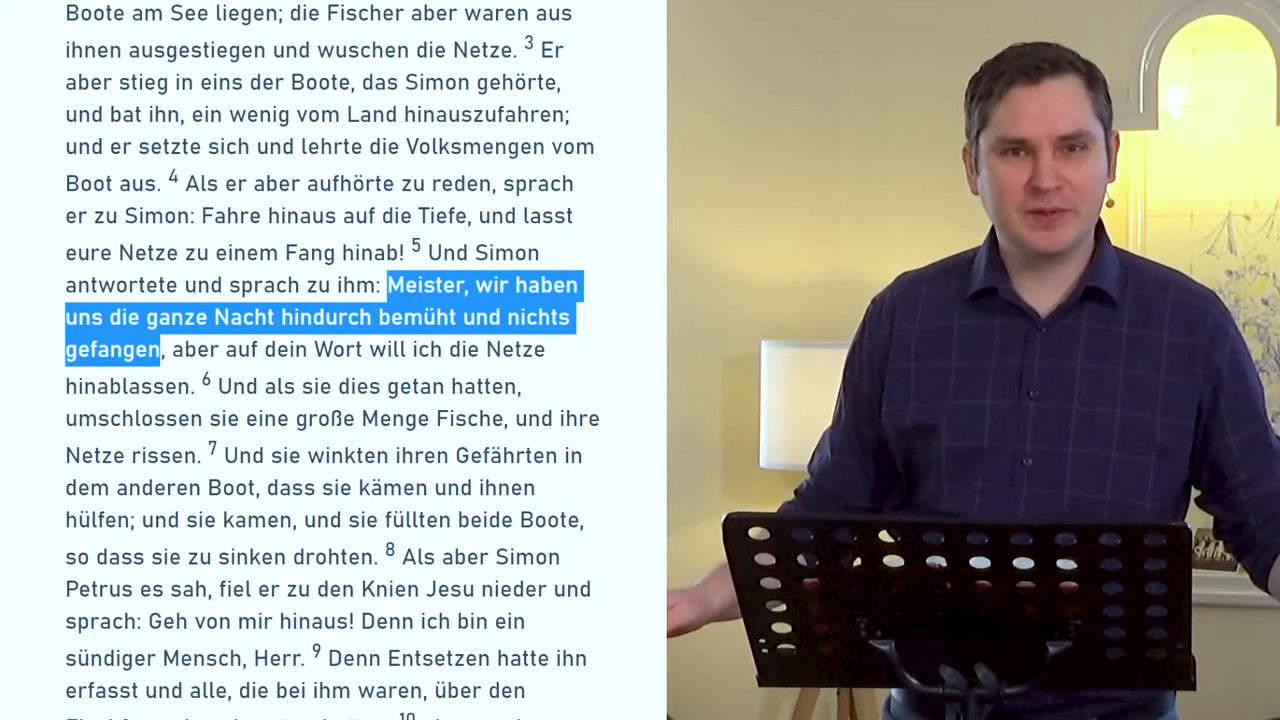 Boote am See liegen; die Fischer aber waren aus
ihnen ausgestiegen und wuschen die Netze. 3 Er
aber stieg in eins der Boote, das Simon gehörte,
und bat ihn, ein wenig vom Land hinauszufahren;
und er setzte sich und lehrte die Volksmengen vom
Boot aus. 4 Als er aber aufhörte zu reden, sprach
er zu Simon: Fahre hinaus auf die Tiefe, und lasst
eure Netze zu einem Fang hinab! 5 Und Simon
antwortete und sprach zu ihm: Meister, wir haben
uns die ganze Nacht hindurch bemüht und nichts
gefangen, aber auf dein Wort will ich die Netze
hinablassen. 6 Und als sie dies getan hatten,
umschlossen sie eine große Menge Fische, und ihre
Netze rissen. 7 Und sie winkten ihren Gefährten in
dem anderen Boot, dass sie kämen und ihnen
hülfen; und sie kamen, und sie füllten beide Boote,
so dass sie zu sinken drohten. 8 Als aber Simon
Petrus es sah, fiel er zu den Knien Jesu nieder und
sprach: Geh von mir hinaus! Denn ich bin ein
sündiger Mensch, Herr. 9 Denn Entsetzen hatte ihn
erfasst und alle, die bei ihm waren, über den
10